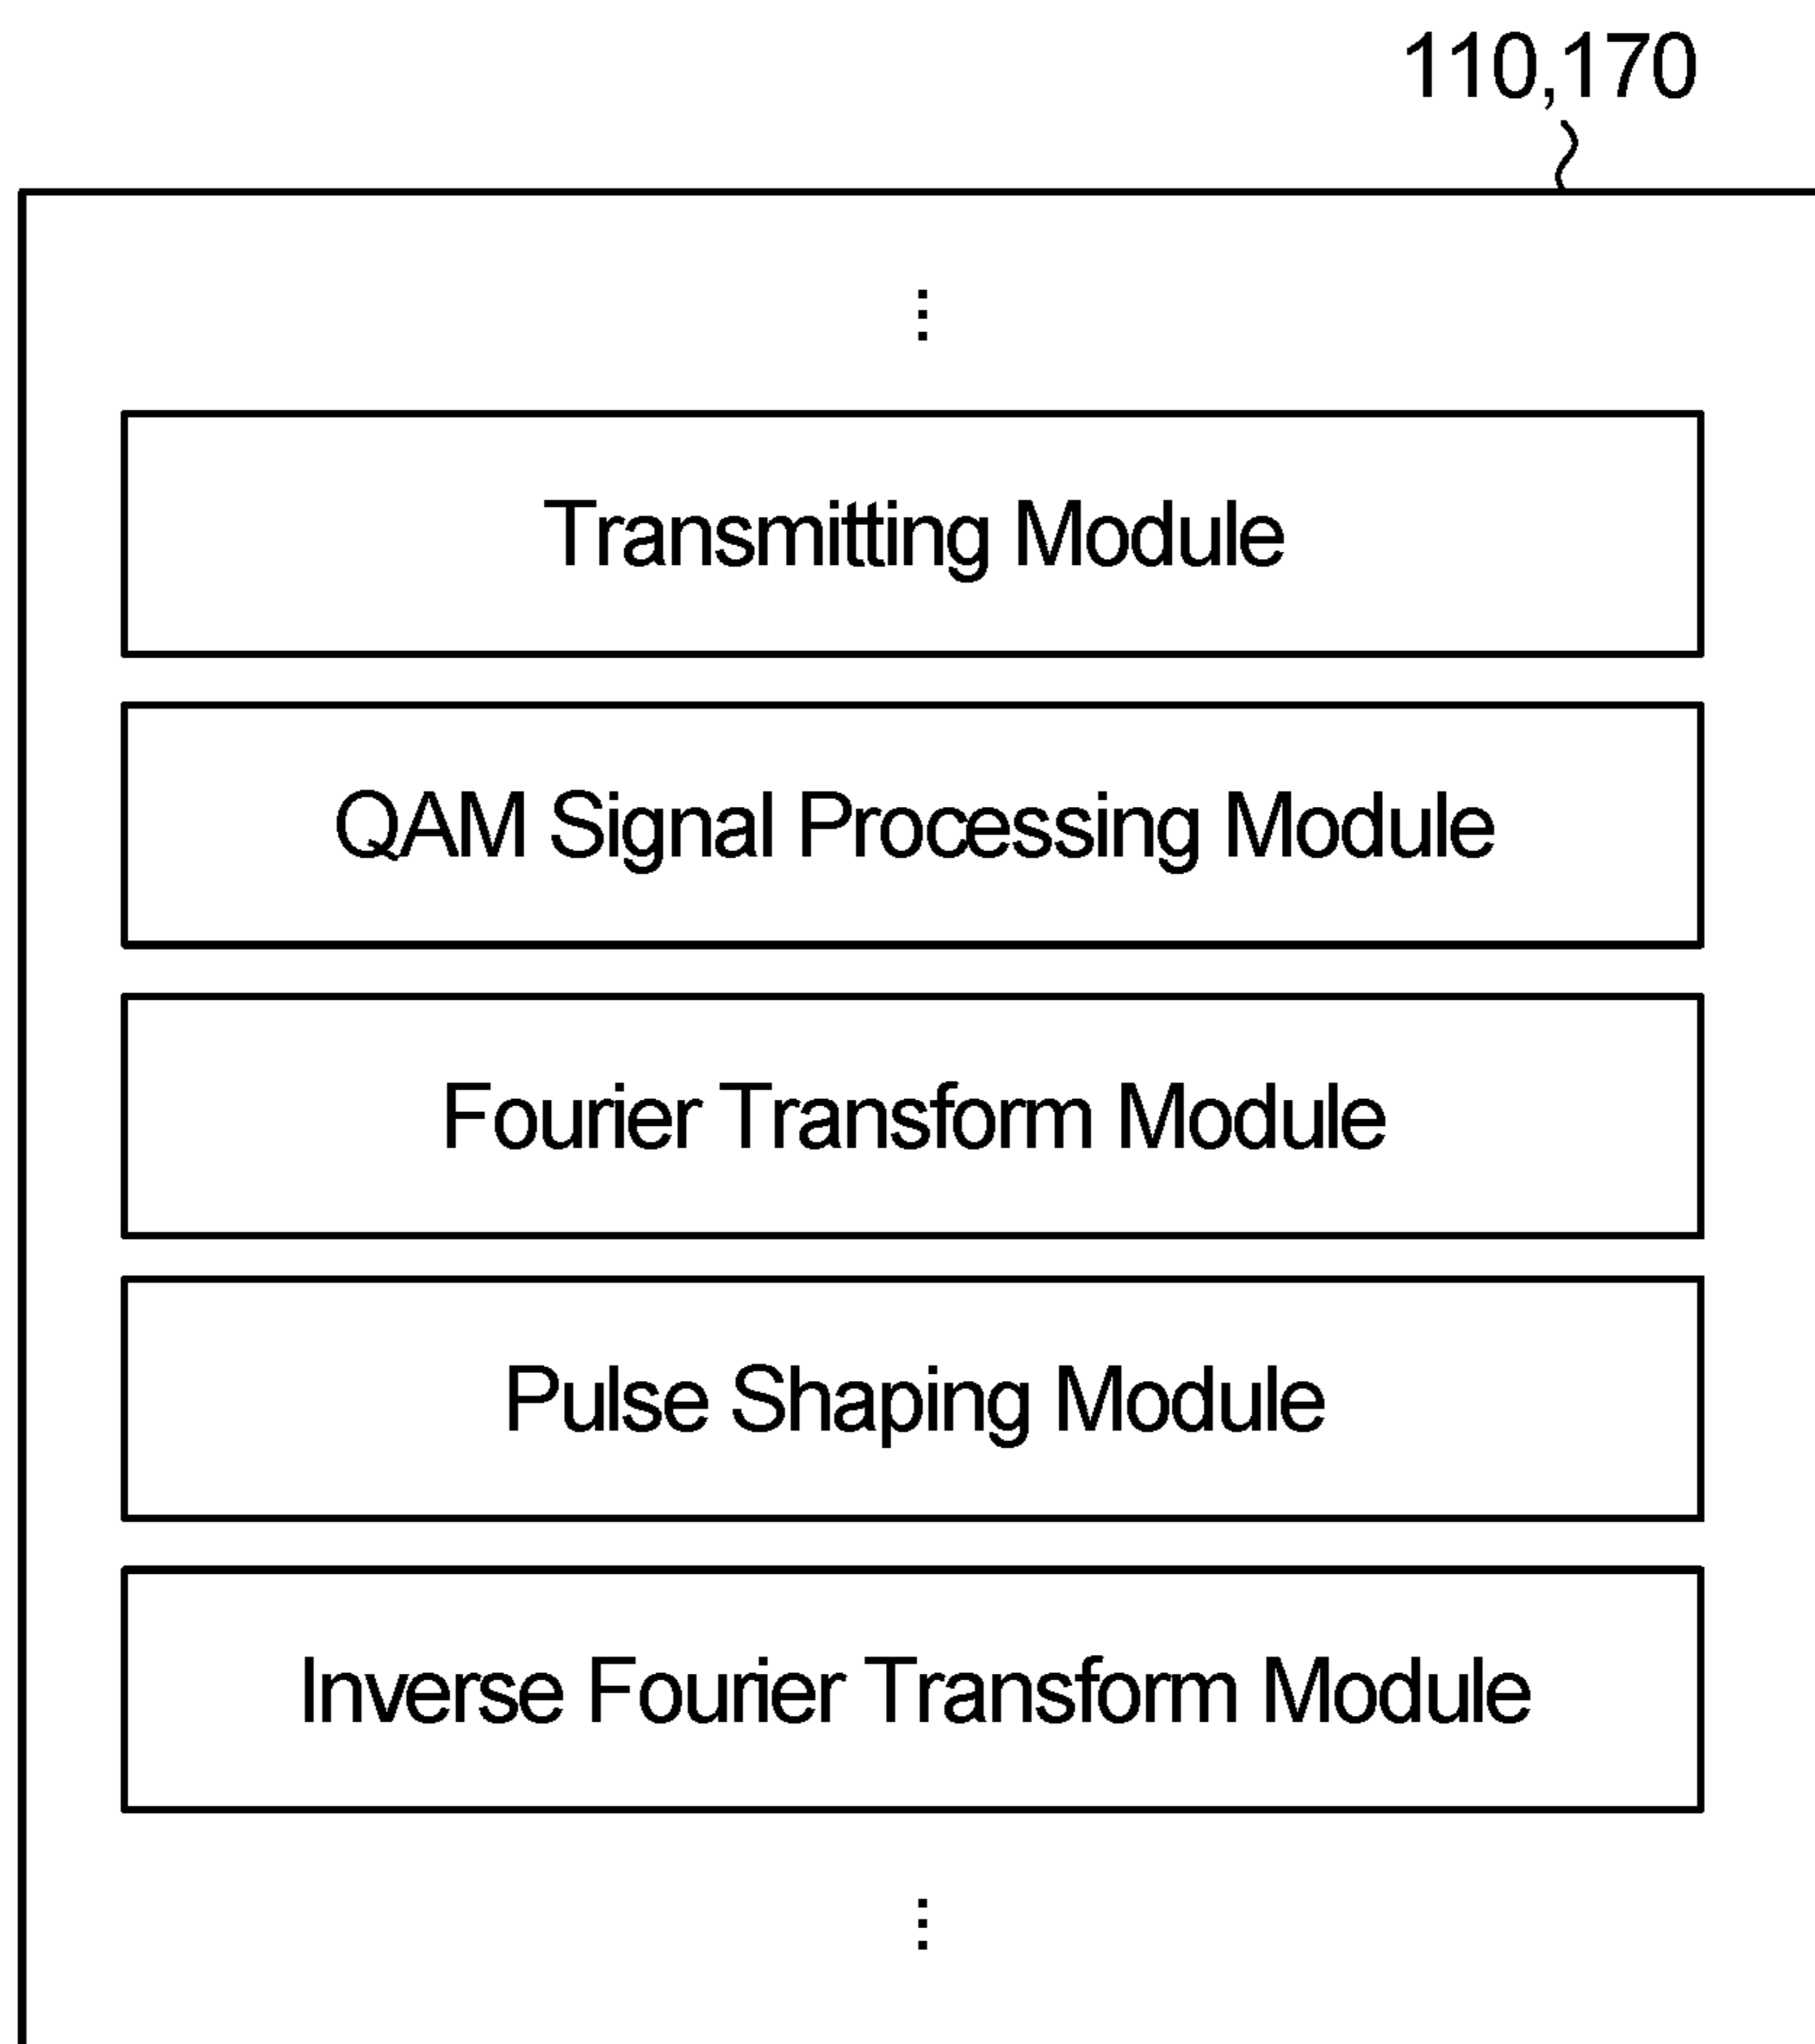 110,170
⋮
Transmitting Module
QAM Signal Processing Module
Fourier Transform Module
Pulse Shaping Module
Inverse Fourier Transform Module
⋮